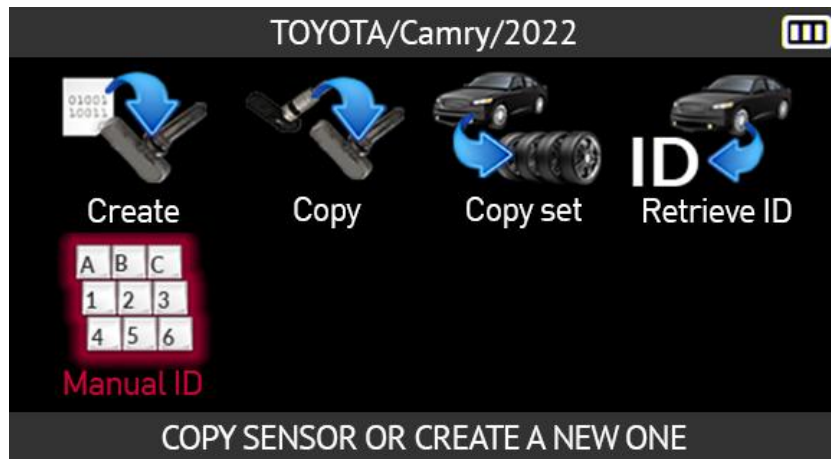 TOYOTA/Camry/2022
01001
10011
Create
Copy
Copy set
ID
Retrieve ID
A B C
1 2 3
4 5 6
Manual ID
COPY SENSOR OR CREATE A NEW ONE